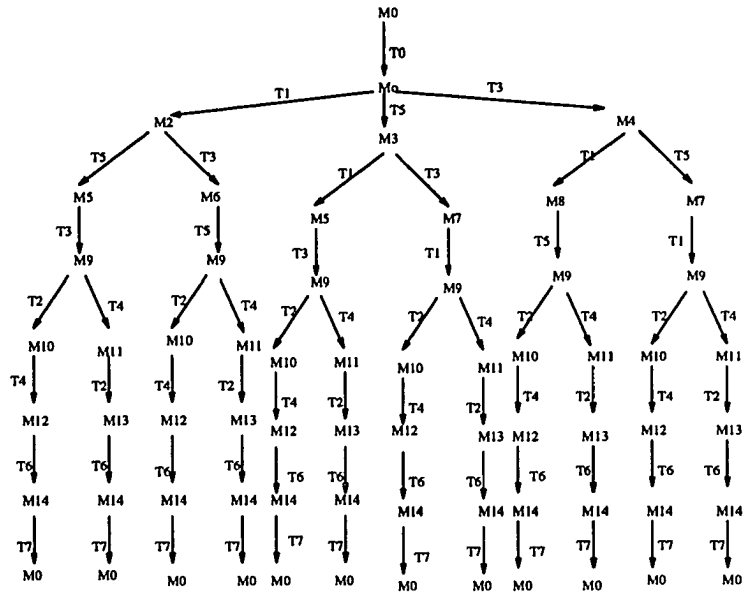 M0
T0
Mo
T1 T5 T3
M2 M3 M4
T5 T3 T1 T3 T1 T5
M5 M6 M5 M7 M8 M7
T3 T5 T3 T1 T5 T1
M9 M9 M9 M9 M9 M9
T2 T4 T2 T4 T2 T4 T2 T4 T2 T4 T2 T4
M10 M11 M10 M11 M10 M11 M10 M11 M10 M11 M10 M11
T4 T2 T4 T2 T4 T2 T4 T2 T4 T2 T4 T2
M12 M13 M12 M13 M12 M13 M12 M13 M12 M13 M12 M13
T6 T6 T6 T6 T6 T6 T6 T6 T6 T6 T6 T6
M14 M14 M14 M14 M14 M14 M14 M14 M14 M14 M14 M14
T7 T7 T7 T7 T7 T7 T7 T7 T7 T7 T7 T7
M0 M0 M0 M0 M0 M0 M0 M0 M0 M0 M0 M0